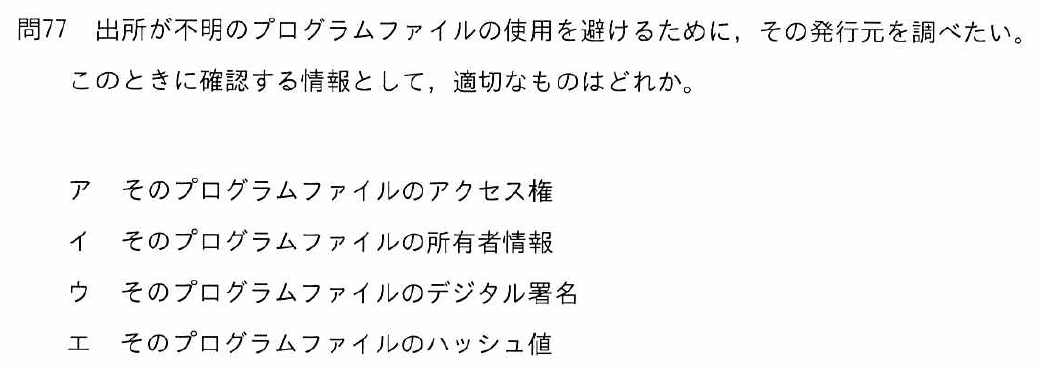 問77　出所が不明のプログラムファイルの使用を避けるために，その発行元を調べたい。
このときに確認する情報として，適切なものはどれか。
ア　そのプログラムファイルのアクセス権
イ　そのプログラムファイルの所有者情報
ウ　そのプログラムファイルのデジタル署名
エ　そのプログラムファイルのハッシュ値